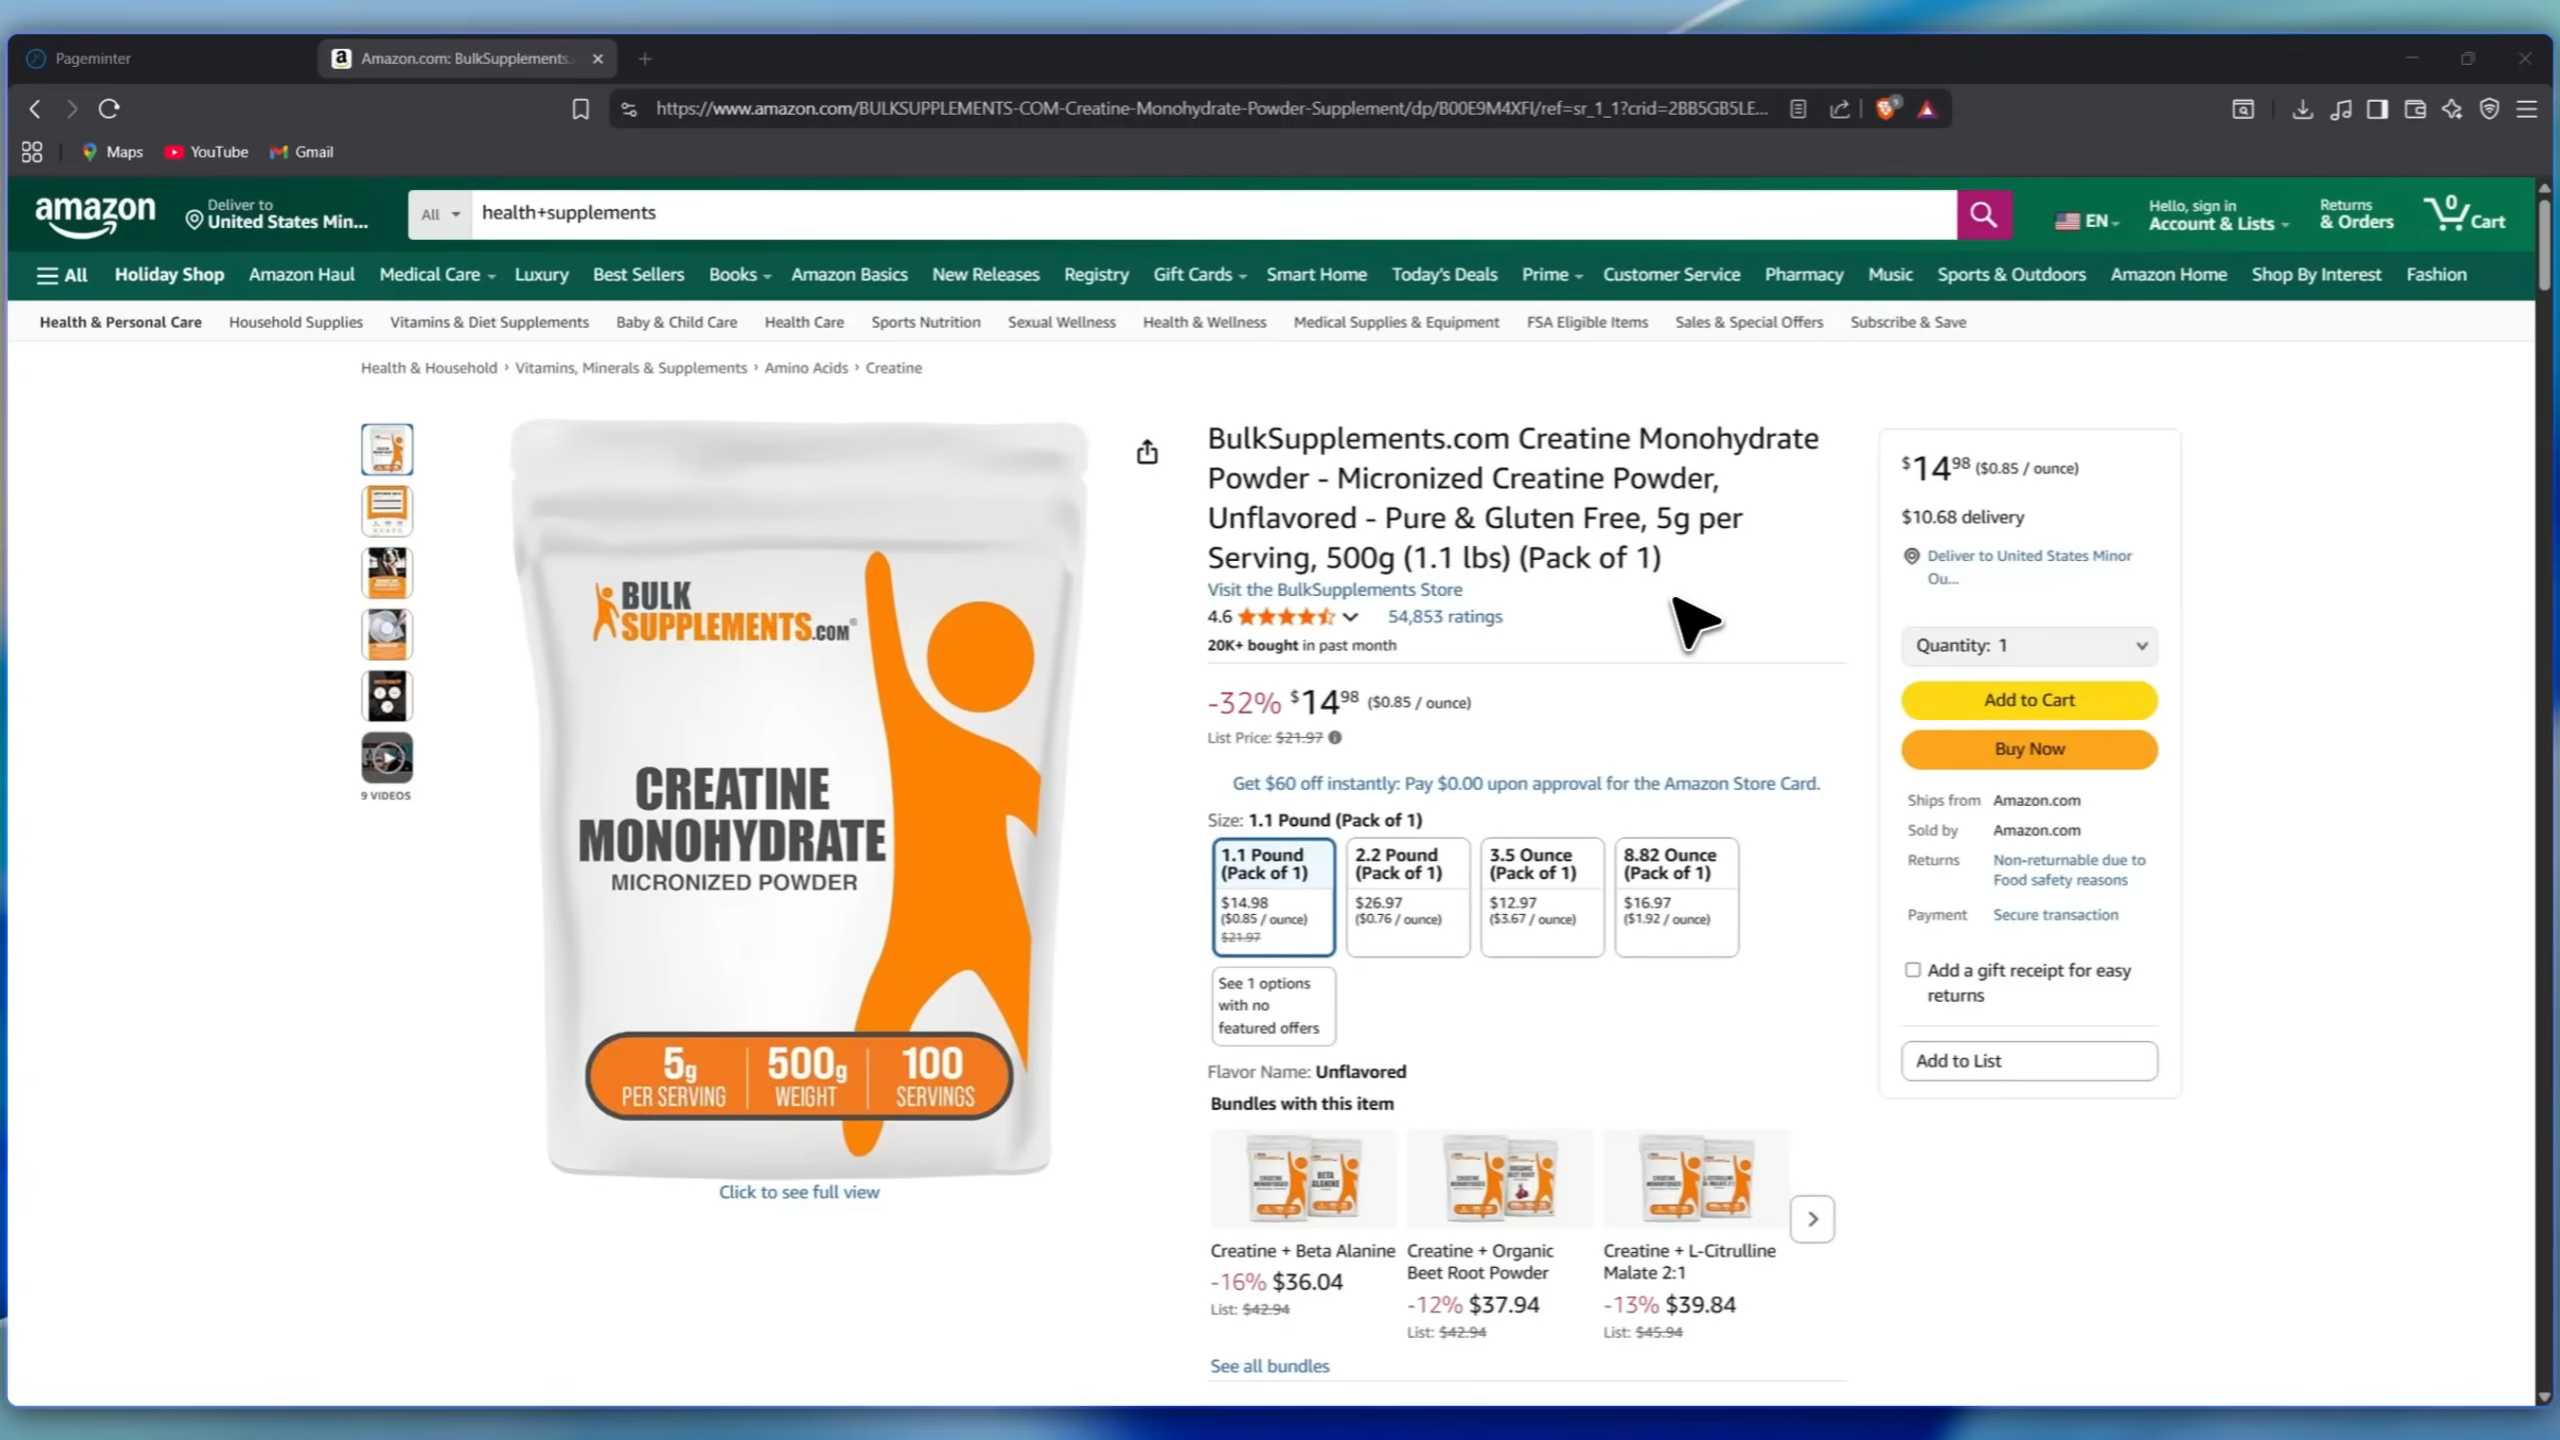 Pageminter
Amazon.com: BulkSupplements.
https://www.amazon.com/BULKSUPPLEMENTS-COM-Creatine-Monohydrate-Powder-Supplement/dp/B00E9M4XFI/ref=sr_1_1?crid=2BB5GB5LE...
Maps
YouTube
Gmail
amazon
Deliver to
United States Min...
All
health+supplements
EN
Hello, sign in
Account & Lists
Returns
& Orders
0
Cart
All
Holiday Shop
Amazon Haul
Medical Care
Luxury
Best Sellers
Books
Amazon Basics
New Releases
Registry
Gift Cards
Smart Home
Today's Deals
Prime
Customer Service
Pharmacy
Music
Sports & Outdoors
Amazon Home
Shop By Interest
Fashion
Health & Personal Care
Household Supplies
Vitamins & Diet Supplements
Baby & Child Care
Health Care
Sports Nutrition
Sexual Wellness
Health & Wellness
Medical Supplies & Equipment
FSA Eligible Items
Sales & Special Offers
Subscribe & Save
Health & Household › Vitamins, Minerals & Supplements › Amino Acids › Creatine
9 VIDEOS
BULK
SUPPLEMENTS.COM®
CREATINE
MONOHYDRATE
MICRONIZED POWDER
5g
PER SERVING
500g
WEIGHT
100
SERVINGS
Click to see full view
BulkSupplements.com Creatine Monohydrate
Powder - Micronized Creatine Powder,
Unflavored - Pure & Gluten Free, 5g per
Serving, 500g (1.1 lbs) (Pack of 1)
Visit the BulkSupplements Store
4.6
54,853 ratings
20K+ bought in past month
-32% $14.98 ($0.85 / ounce)
List Price: $21.97
Get $60 off instantly: Pay $0.00 upon approval for the Amazon Store Card.
Size: 1.1 Pound (Pack of 1)
1.1 Pound
(Pack of 1)
$14.98
($0.85 / ounce)
$21.97
2.2 Pound
(Pack of 1)
$26.97
($0.76 / ounce)
3.5 Ounce
(Pack of 1)
$12.97
($3.67 / ounce)
8.82 Ounce
(Pack of 1)
$16.97
($1.92 / ounce)
See 1 options
with no
featured offers
Flavor Name: Unflavored
Bundles with this item
Creatine + Beta Alanine
-16% $36.04
List: $42.94
Creatine + Organic
Beet Root Powder
-12% $37.94
List: $42.94
Creatine + L-Citrulline
Malate 2:1
-13% $39.84
List: $45.94
See all bundles
$14.98 ($0.85 / ounce)
$10.68 delivery
Deliver to United States Minor
Ou...
Quantity: 1
Add to Cart
Buy Now
Ships from Amazon.com
Sold by Amazon.com
Returns Non-returnable due to
Food safety reasons
Payment Secure transaction
Add a gift receipt for easy
returns
Add to List